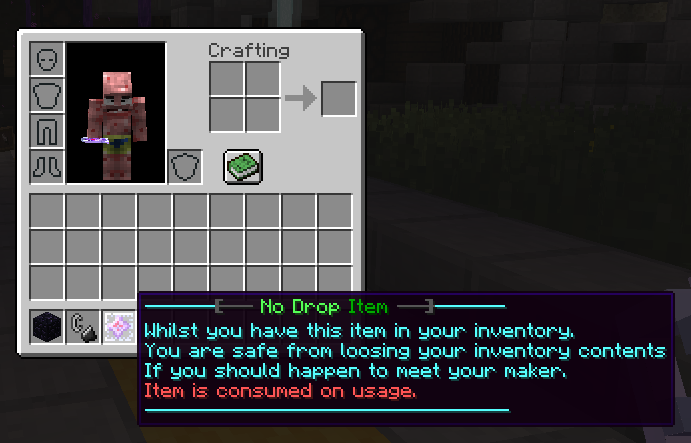 Crafting
No Drop Item
Whilst you have this item in your inventory.
You are safe from loosing your inventory contents
If you should happen to meet your maker.
Item is consumed on usage.